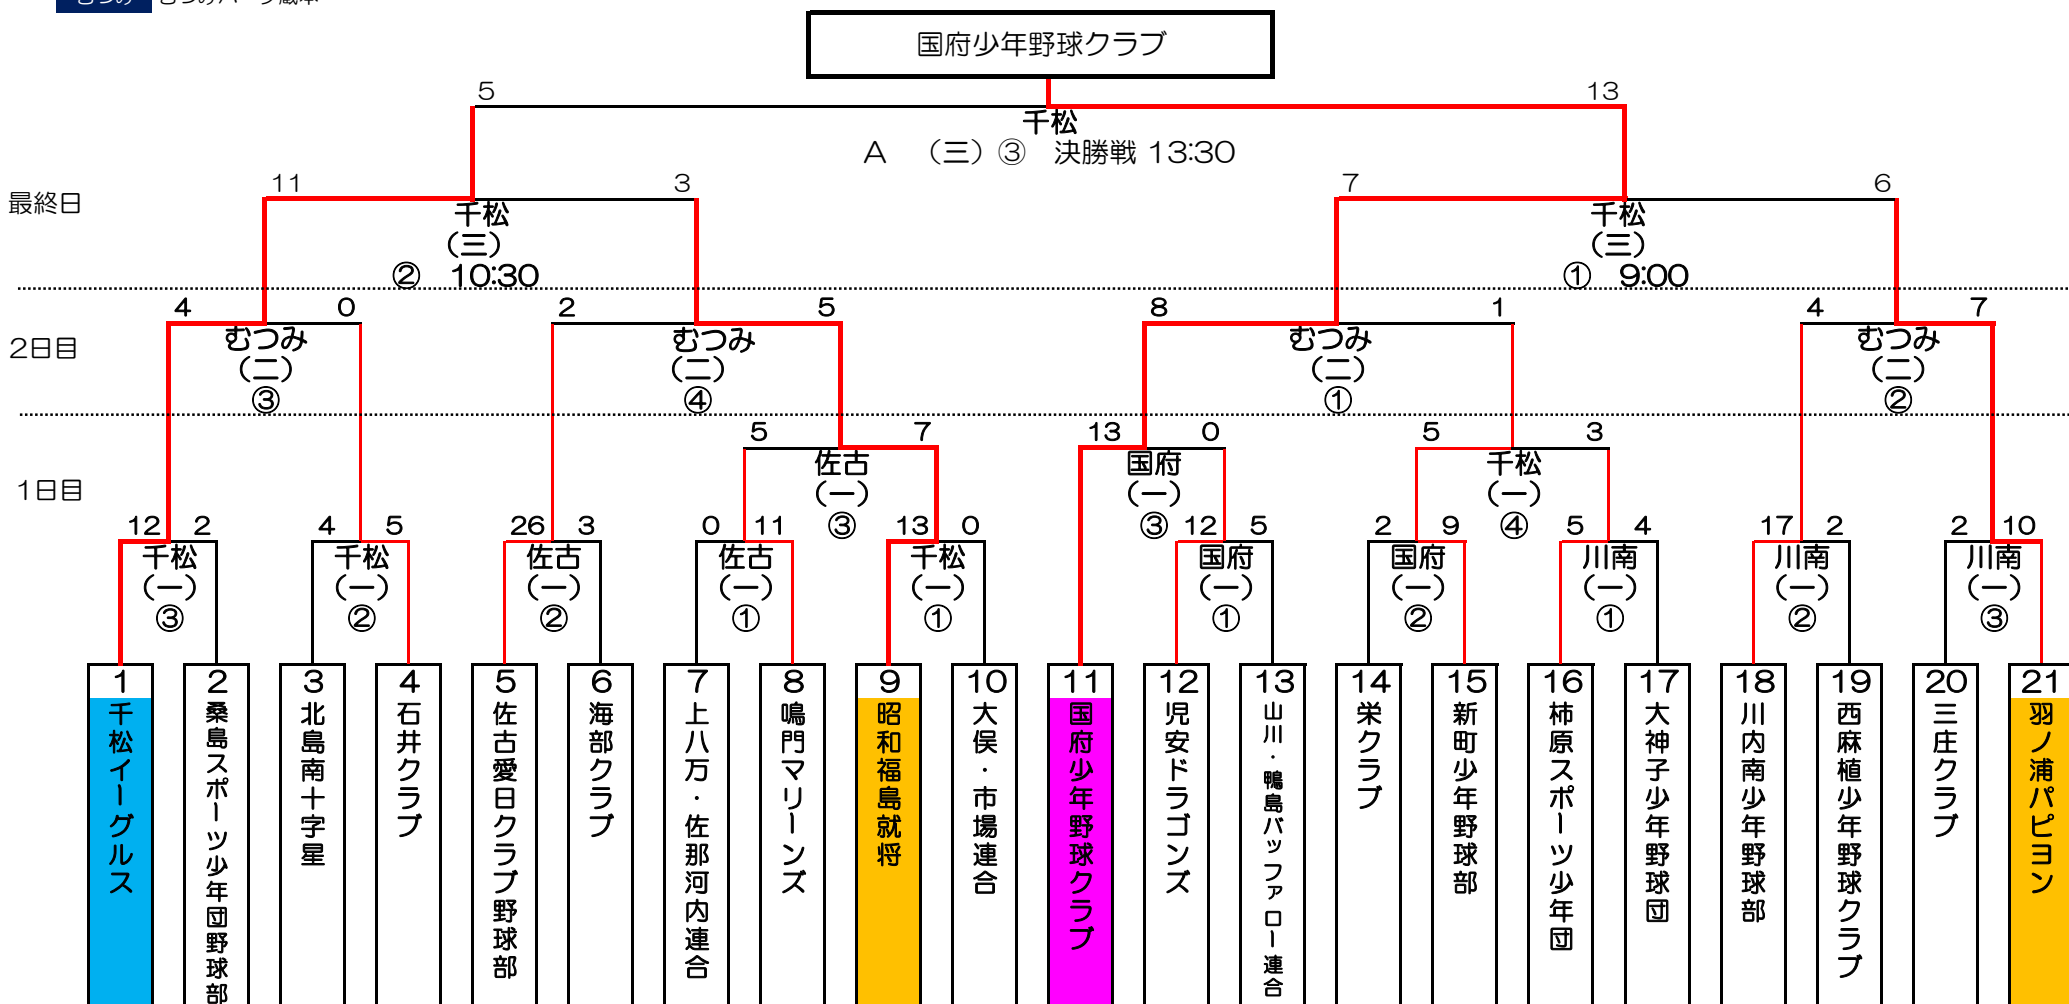 国府少年野球クラブ
5 13
千松
A （三）③ 決勝戦 13:30
11 3 7 6
最終日
千松 千松
（三） （三）
② 10:30 ① 9:00
4 0 2 5 8 1 4 7
2日目
むつみ むつみ むつみ むつみ
（二） （二） （二） （二）
③ ④ ① ②
5 7 13 0 5 3
佐古 国府 千松
（一） （一） （一）
③ ③ ④
1日目
12 2 4 5 26 3 0 11 13 0 12 5 2 9 5 4 17 2 2 10
千松 千松 佐古 佐古 千松 国府 国府 川南 川南 川南
（一） （一） （一） （一） （一） （一） （一） （一） （一） （一）
③ ② ② ① ① ① ② ① ② ③
1 千松イーグルス
2 桑島スポーツ少年団野球部
3 北島南十字星
4 石井クラブ
5 佐古愛日クラブ野球部
6 海部クラブ
7 上八万・佐那河内連合
8 鳴門マリーンズ
9 昭和福島就将
10 大俣・市場連合
11 国府少年野球クラブ
12 児安ドラゴンズ
13 山川・鴨島バッファロー連合
14 栄クラブ
15 新町少年野球部
16 柿原スポーツ少年団
17 大神子少年野球団
18 川内南少年野球部
19 西麻植少年野球クラブ
20 三庄クラブ
21 羽ノ浦パピヨン